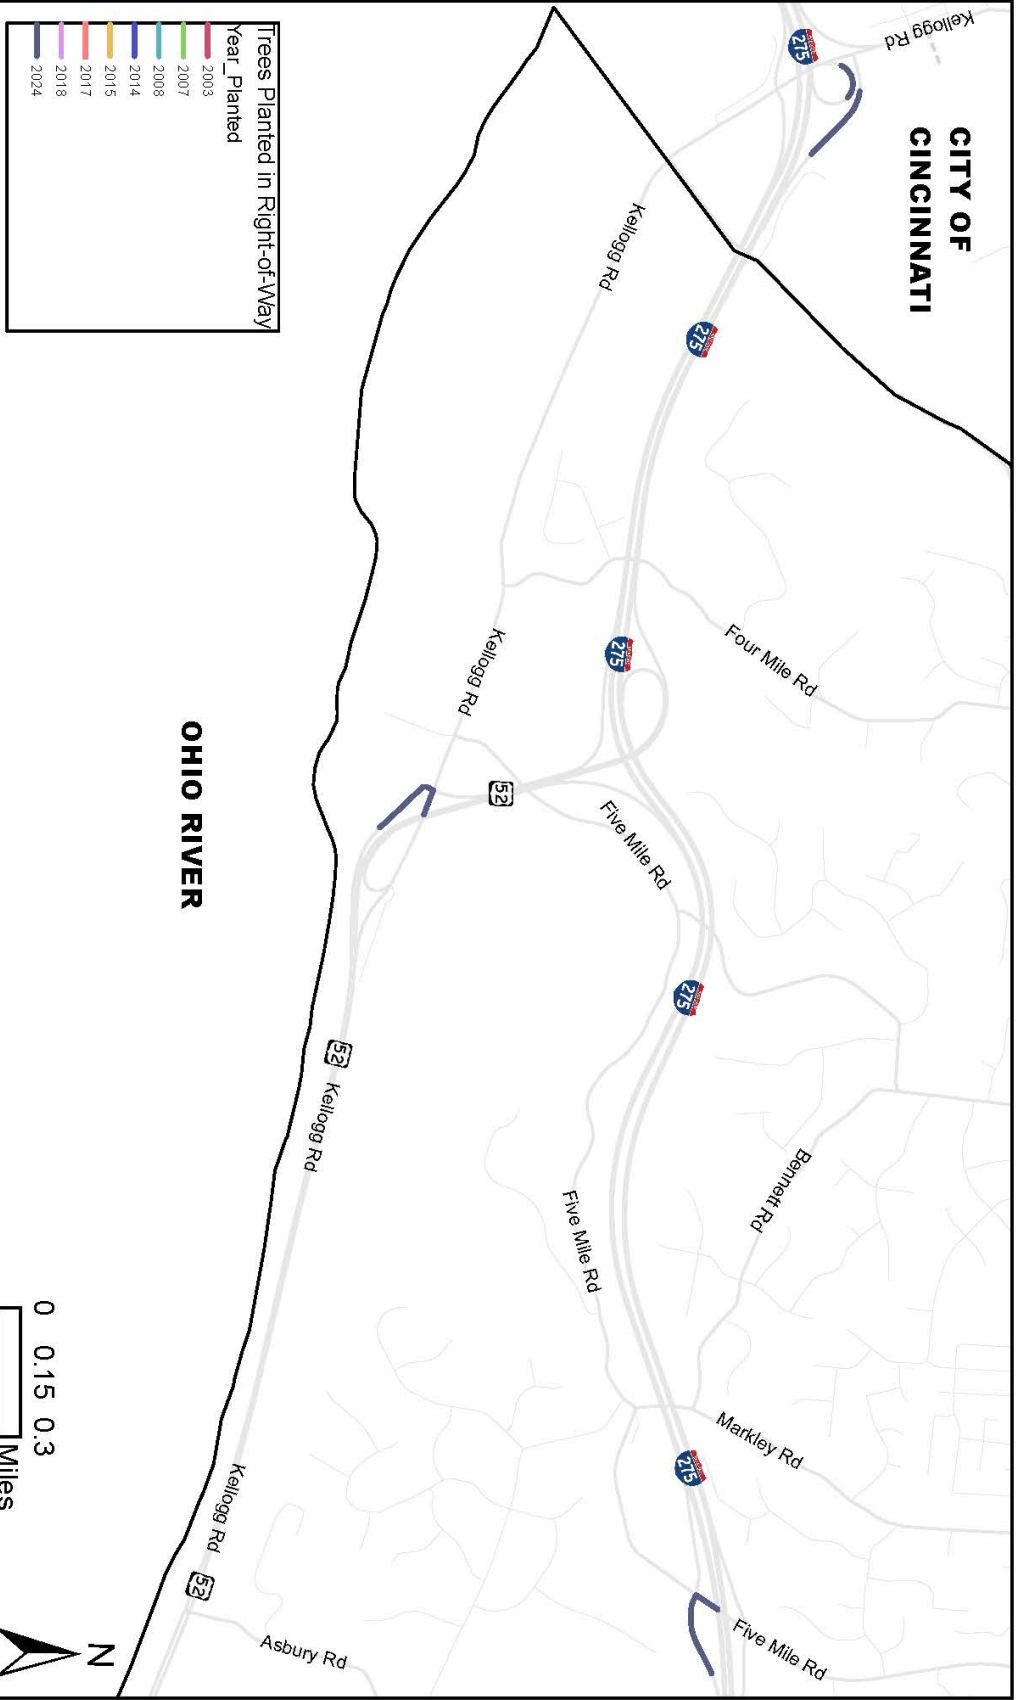 CITY OF
CINCINNATI
Kellogg Rd
275
Kellogg Rd
275
275
Four Mile Rd
Kellogg Rd
52
Five Mile Rd
275
52
Kellogg Rd
Bennett Rd
Five Mile Rd
Markley Rd
275
Five Mile Rd
Kellogg Rd
52
Asbury Rd
OHIO RIVER
Trees Planted in Right-of-Way
Year_Planted
2003
2007
2008
2014
2015
2017
2018
2024
0 0.15 0.3
Miles
N